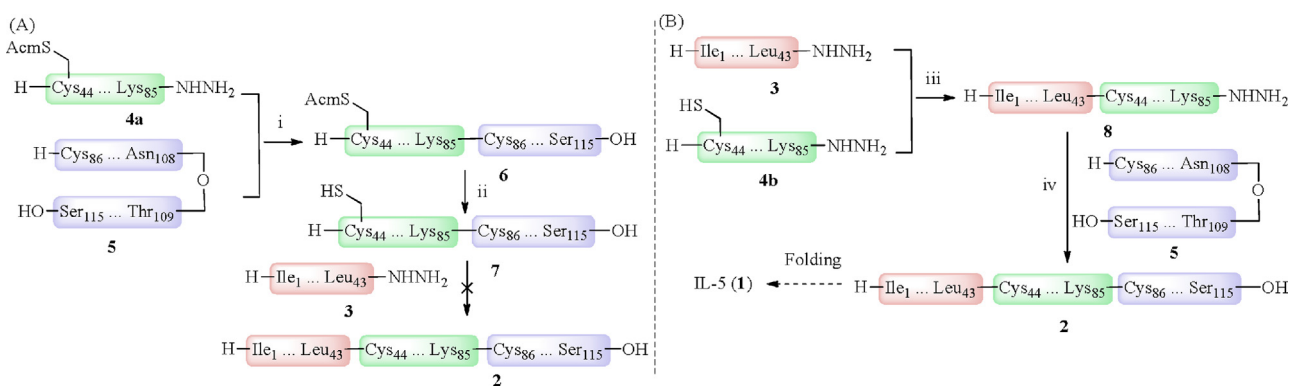 (A)
AcmS
H Cys44 ... Lys85 NHNH2
4a
i
H Cys86 ... Asn108
O
HO Ser115 ... Thr109
5
AcmS
H Cys44 ... Lys85 Cys86 ... Ser115 OH
6
ii
HS
H Cys44 ... Lys85 Cys86 ... Ser115 OH
7
H Ile1 ... Leu43 NHNH2
3
H Ile1 ... Leu43 Cys44 ... Lys85 Cys86 ... Ser115 OH
2
(B)
H Ile1 ... Leu43 NHNH2
3
HS
H Cys44 ... Lys85 NHNH2
4b
iii
H Ile1 ... Leu43 Cys44 ... Lys85 NHNH2
8
iv
H Cys86 ... Asn108
O
HO Ser115 ... Thr109
5
IL-5 (1)
Folding
H Ile1 ... Leu43 Cys44 ... Lys85 Cys86 ... Ser115 OH
2